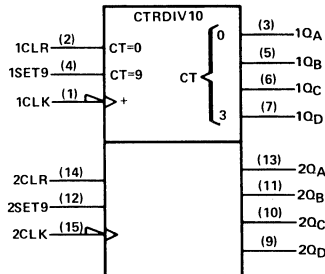 CTRDIV10
1CLR (2) CT=0
1SET9 (4) CT=9
1CLK (1) +
CT
0
3
(3) 1QA
(5) 1QB
(6) 1QC
(7) 1QD
2CLR (14)
2SET9 (12)
2CLK (15)
(13) 2QA
(11) 2QB
(10) 2QC
(9) 2QD